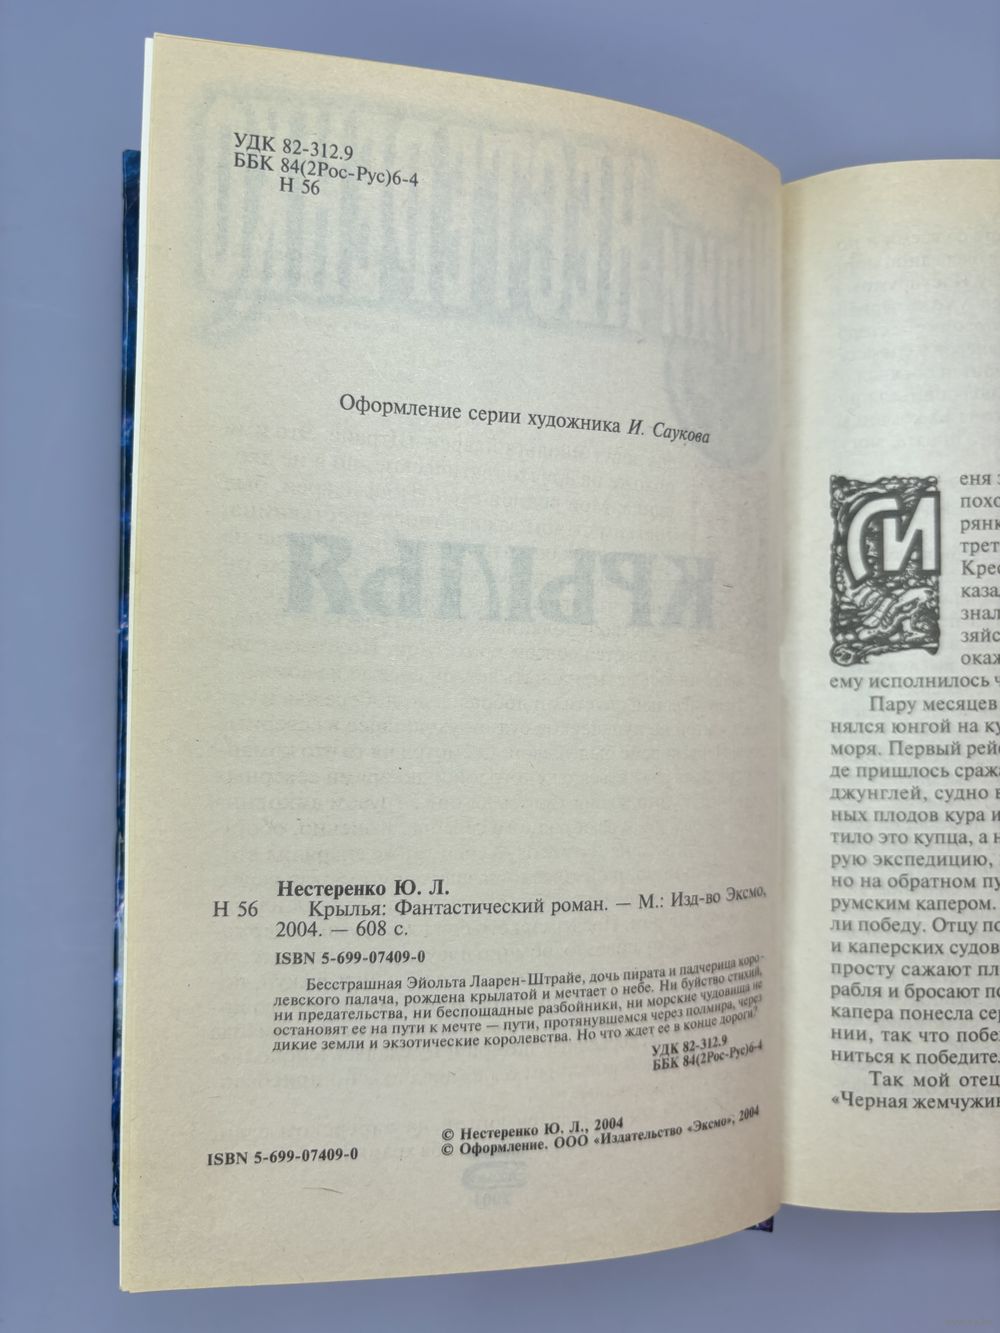 УДК 82-312.9
ББК 84(2Рос-Рус)6-4
Н 56
Оформление серии художника И. Саукова
Нестеренко Ю. Л.
Н 56 Крылья: Фантастический роман. — М.: Изд-во Эксмо,
2004. — 608 с.
ISBN 5-699-07409-0
Бесстрашная Эйольта Лаарен-Штрайе, дочь пирата и падчерица коро-
левского палача, рождена крылатой и мечтает о небе. Ни буйство стихий,
ни предательства, ни беспощадные разбойники, ни морские чудовища не
остановят ее на пути к мечте — пути, протянувшемся через полмира, через
дикие земли и экзотические королевства. Но что ждет ее в конце дороги?
УДК 82-312.9
ББК 84(2Рос-Рус)6-4
© Нестеренко Ю. Л., 2004
© Оформление. ООО «Издательство «Эксмо», 2004
ISBN 5-699-07409-0
КРЫЛЬЯ
еня
похо
рянк
трет
Крес
каза
знал
зяйс
окаж
ему исполнилось ч
Пару месяцев
нялся юнгой на ку
моря. Первый рей
де пришлось сраж
джунглей, судно
ных плодов кура и
тило это купца, а н
рую экспедицию,
но на обратном пу
румским капером.
ли победу. Отцу по
и каперских судов
просту сажают пл
рабля и бросают по
капера понесла сер
нии, так что побе
ниться к победител
Так мой отец
«Черная жемчужин